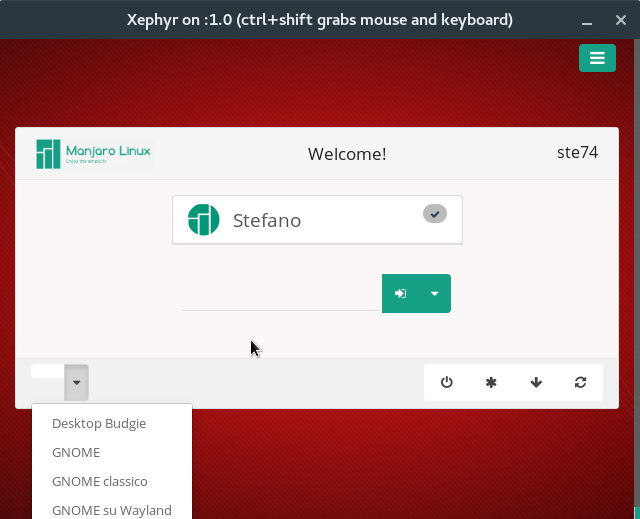 Xephyr on :1.0 (ctrl+shift grabs mouse and keyboard)
Manjaro Linux
Enjoy the simplicity
Welcome!
ste74
Stefano
Desktop Budgie
GNOME
GNOME classico
GNOME su Wayland